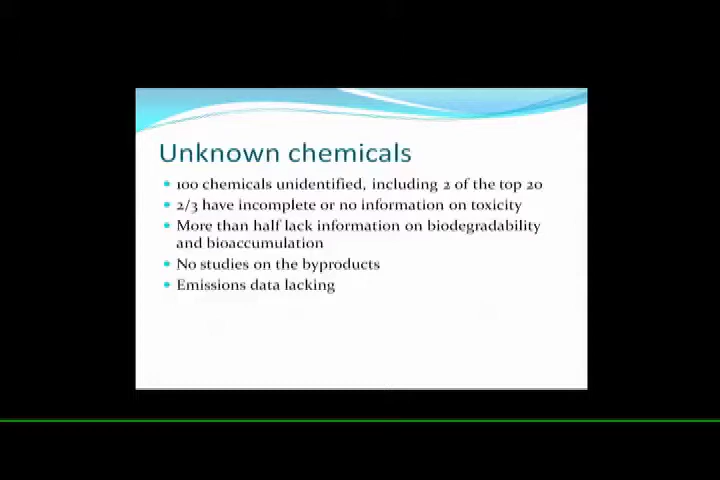 Unknown chemicals
• 100 chemicals unidentified, including 2 of the top 20
• 2/3 have incomplete or no information on toxicity
• More than half lack information on biodegradability
and bioaccumulation
• No studies on the byproducts
• Emissions data lacking